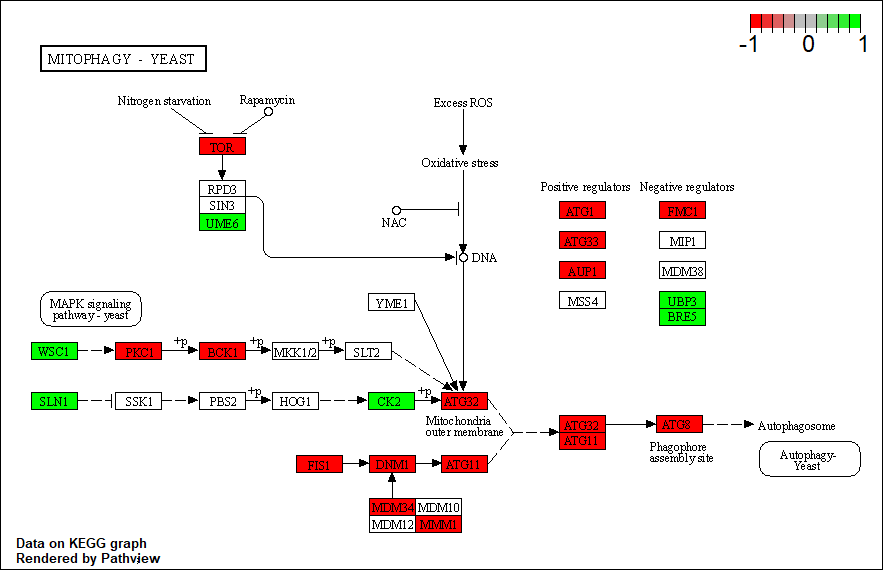 -1 0 1
MITOPHAGY - YEAST
Nitrogen starvation
Rapamycin
Excess ROS
TOR
Oxidative stress
RPD3
SIN3
UME6
NAC
DNA
Positive regulators
Negative regulators
ATG1
FMC1
ATG33
MIP1
AUP1
MDM38
MSS4
UBP3
BRE5
MAPK signaling
pathway - yeast
YME1
WSC1
PKC1
+p
BCK1
+p
MKK1/2
SLT2
SLN1
SSK1
PBS2
+p
HOG1
CK2
+p
ATG32
Mitochondria
outer membrane
ATG32
ATG11
ATG8
Autophagosome
Phagophore
assembly site
Autophagy-
Yeast
FIS1
DNM1
ATG11
MDM34
MDM10
MDM12
MMM1
Data on KEGG graph
Rendered by Pathview